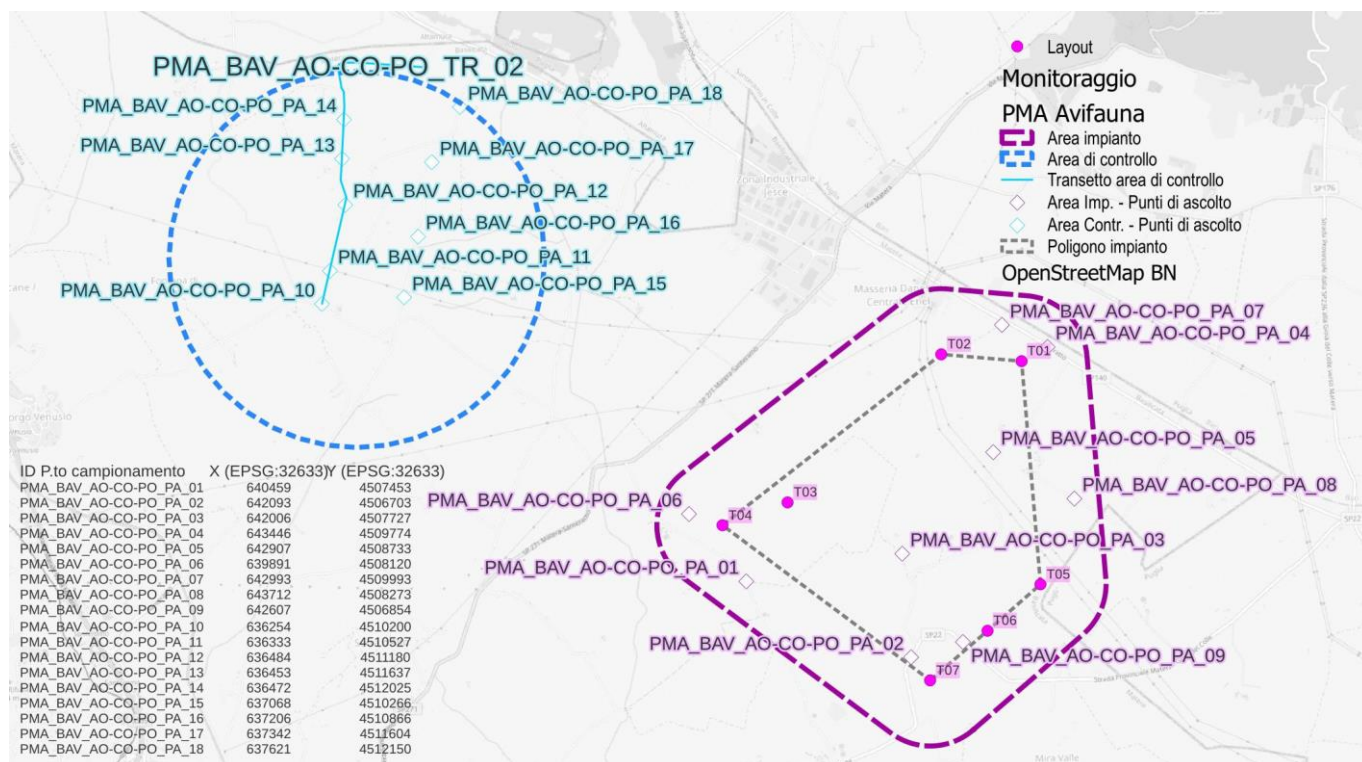 PMA_BAV_AO-CO-PO_TR_02
PMA_BAV_AO-CO-PO_PA_18
PMA_BAV_AO-CO-PO_PA_14
PMA_BAV_AO-CO-PO_PA_13
PMA_BAV_AO-CO-PO_PA_17
PMA_BAV_AO-CO-PO_PA_12
PMA_BAV_AO-CO-PO_PA_16
PMA_BAV_AO-CO-PO_PA_11
PMA_BAV_AO-CO-PO_PA_10
PMA_BAV_AO-CO-PO_PA_15
Layout
Monitoraggio
PMA Avifauna
Area impianto
Area di controllo
Transetto area di controllo
Area Imp. - Punti di ascolto
Area Contr. - Punti di ascolto
Poligono impianto
OpenStreetMap BN
Zona Industriale
Jesce
SP176
PMA_BAV_AO-CO-PO_PA_07
PMA_BAV_AO-CO-PO_PA_04
T02
T01
SP140
PMA_BAV_AO-CO-PO_PA_05
PMA_BAV_AO-CO-PO_PA_08
PMA_BAV_AO-CO-PO_PA_06
T03
T04
SP22
PMA_BAV_AO-CO-PO_PA_03
PMA_BAV_AO-CO-PO_PA_01
T05
T06
SP22
PMA_BAV_AO-CO-PO_PA_02
PMA_BAV_AO-CO-PO_PA_09
T07
Mira Valle
ID P.to campionamento X (EPSG:32633) Y (EPSG:32633)
PMA_BAV_AO-CO-PO_PA_01 640459 4507453
PMA_BAV_AO-CO-PO_PA_02 642093 4506703
PMA_BAV_AO-CO-PO_PA_03 642006 4507727
PMA_BAV_AO-CO-PO_PA_04 643446 4509774
PMA_BAV_AO-CO-PO_PA_05 642907 4508733
PMA_BAV_AO-CO-PO_PA_06 639891 4508120
PMA_BAV_AO-CO-PO_PA_07 642993 4509993
PMA_BAV_AO-CO-PO_PA_08 643712 4508273
PMA_BAV_AO-CO-PO_PA_09 642607 4506854
PMA_BAV_AO-CO-PO_PA_10 636254 4510200
PMA_BAV_AO-CO-PO_PA_11 636333 4510527
PMA_BAV_AO-CO-PO_PA_12 636484 4511180
PMA_BAV_AO-CO-PO_PA_13 636453 4511637
PMA_BAV_AO-CO-PO_PA_14 636472 4512025
PMA_BAV_AO-CO-PO_PA_15 637068 4510266
PMA_BAV_AO-CO-PO_PA_16 637206 4510866
PMA_BAV_AO-CO-PO_PA_17 637342 4511604
PMA_BAV_AO-CO-PO_PA_18 637621 4512150